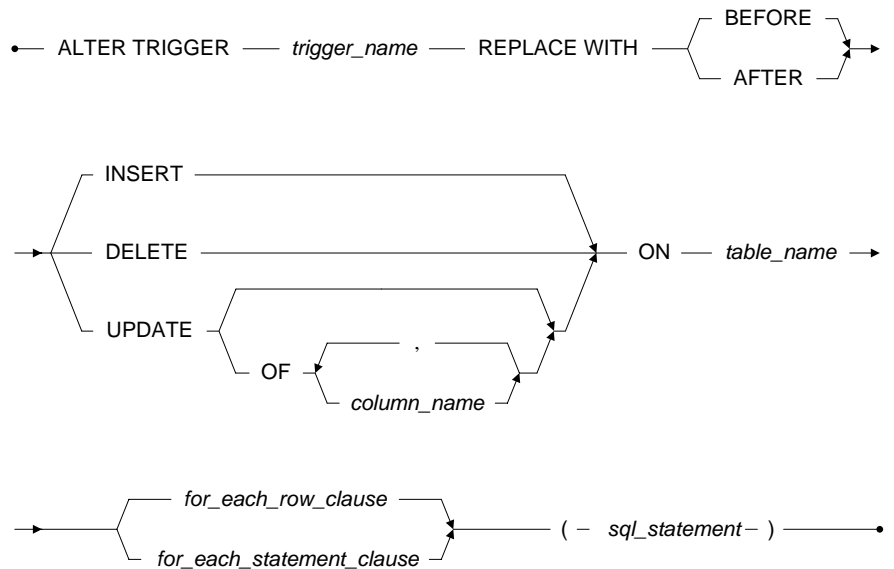 BEFORE
ALTER TRIGGER trigger_name REPLACE WITH
AFTER
INSERT
DELETE ON table_name
UPDATE
,
OF
column_name
for_each_row_clause
( sql_statement )
for_each_statement_clause